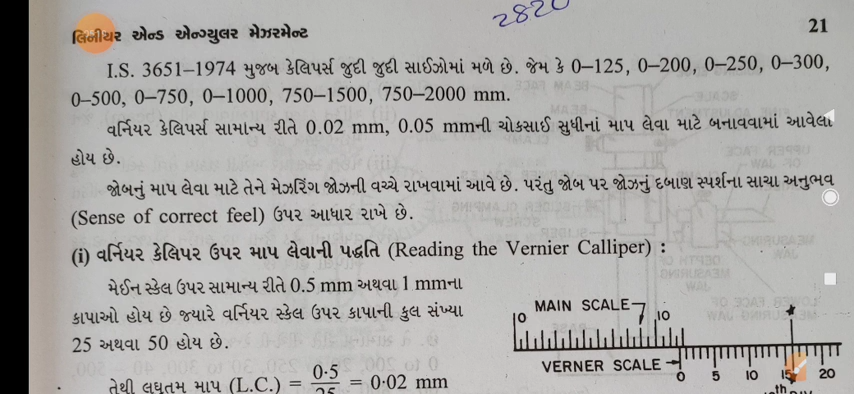 2820
લિનીયર એન્ડ એન્ગ્યુલર મેઝરમેન્ટ 21
I.S. 3651–1974 મુજબ કેલિપર્સ જુદી જુદી સાઈઝોમાં મળે છે. જેમ કે 0–125, 0–200, 0–250, 0–300,
0–500, 0–750, 0–1000, 750–1500, 750–2000 mm.
વર્નિયર કેલિપર્સ સામાન્ય રીતે 0.02 mm, 0.05 mmની ચોકસાઈ સુધીનાં માપ લેવા માટે બનાવવામાં આવેલા
હોય છે.
જોબનું માપ લેવા માટે તેને મેઝરિંગ જોઝની વચ્ચે રાખવામાં આવે છે. પરંતુ જોબ પર જોઝનું દબાણ સ્પર્શના સાચા અનુભવ
(Sense of correct feel) ઉપર આધાર રાખે છે.
(i) વર્નિયર કેલિપર ઉપર માપ લેવાની પદ્ધતિ (Reading the Vernier Calliper) :
મેઈન સ્કેલ ઉપર સામાન્ય રીતે 0.5 mm અથવા 1 mmના
કાપાઓ હોય છે જ્યારે વર્નિયર સ્કેલ ઉપર કાપાની કુલ સંખ્યા
25 અથવા 50 હોય છે.
તેથી લઘુતમ માપ (L.C.) = 0·5/25 = 0·02 mm
MAIN SCALE
0 10
VERNER SCALE
0 5 10 15 20